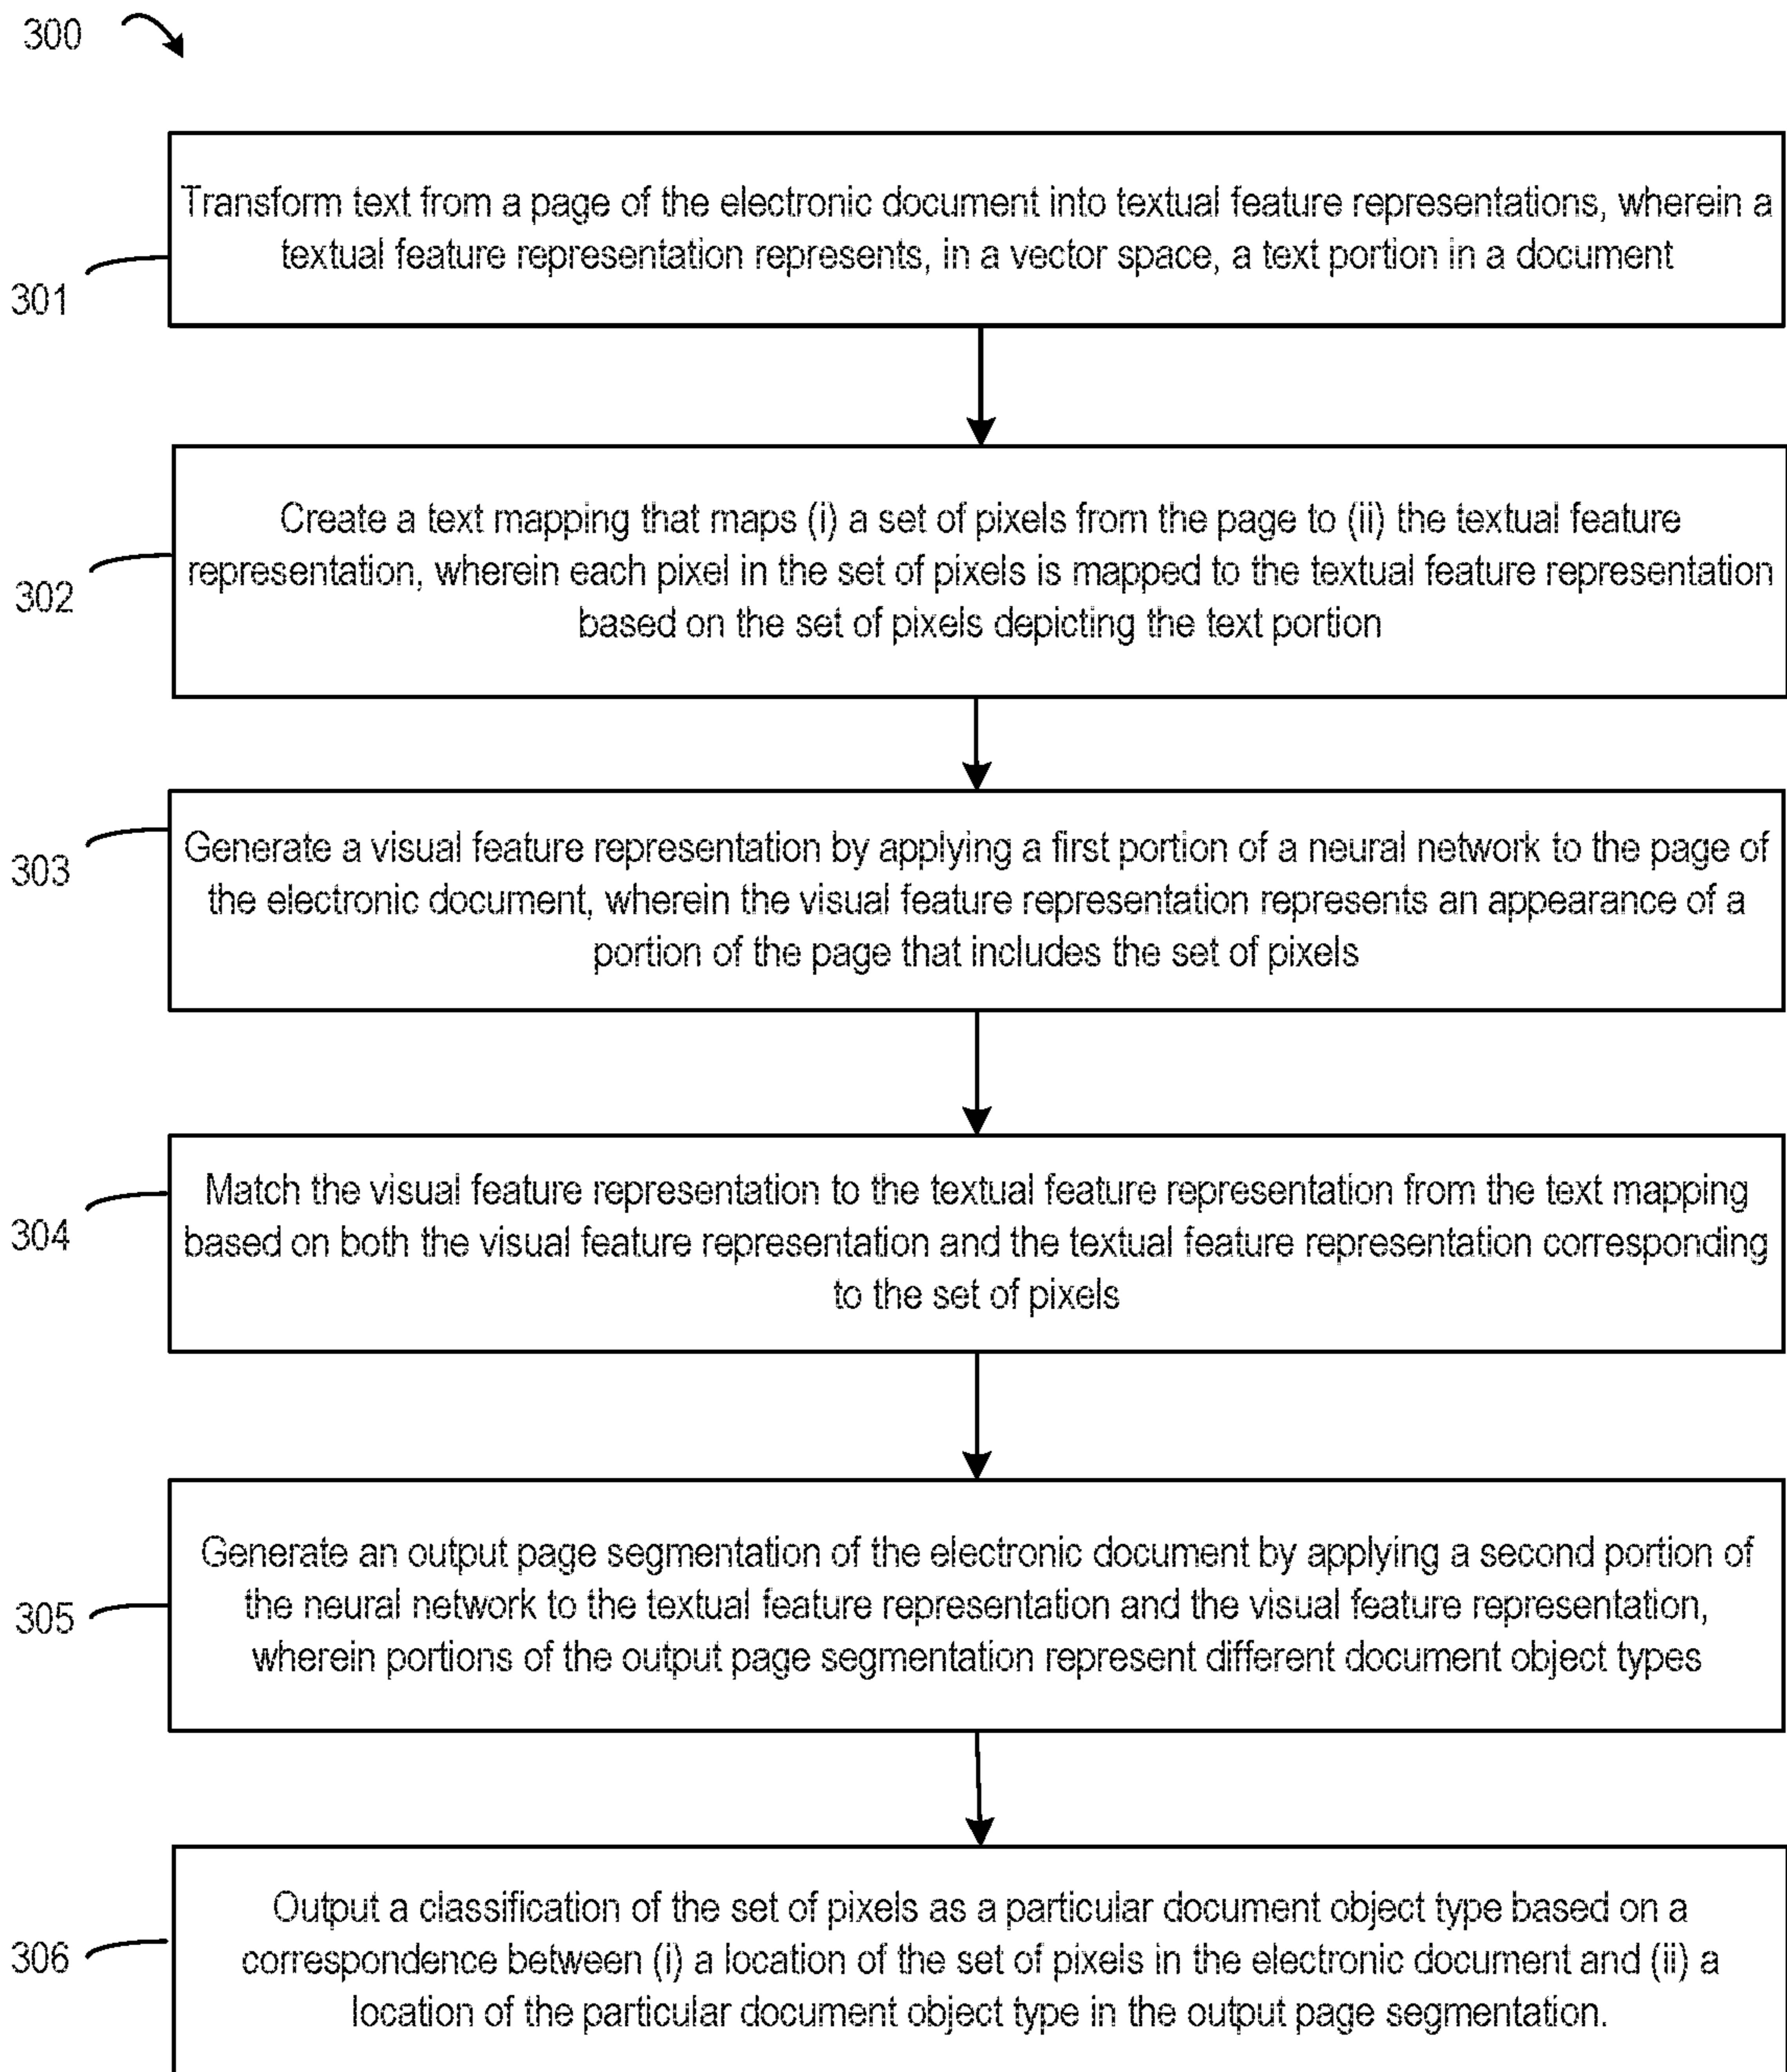 300
Transform text from a page of the electronic document into textual feature representations, wherein a
textual feature representation represents, in a vector space, a text portion in a document
301
Create a text mapping that maps (i) a set of pixels from the page to (ii) the textual feature
representation, wherein each pixel in the set of pixels is mapped to the textual feature representation
based on the set of pixels depicting the text portion
302
Generate a visual feature representation by applying a first portion of a neural network to the page of
the electronic document, wherein the visual feature representation represents an appearance of a
portion of the page that includes the set of pixels
303
Match the visual feature representation to the textual feature representation from the text mapping
based on both the visual feature representation and the textual feature representation corresponding
to the set of pixels
304
Generate an output page segmentation of the electronic document by applying a second portion of
the neural network to the textual feature representation and the visual feature representation,
wherein portions of the output page segmentation represent different document object types
305
Output a classification of the set of pixels as a particular document object type based on a
correspondence between (i) a location of the set of pixels in the electronic document and (ii) a
location of the particular document object type in the output page segmentation.
306